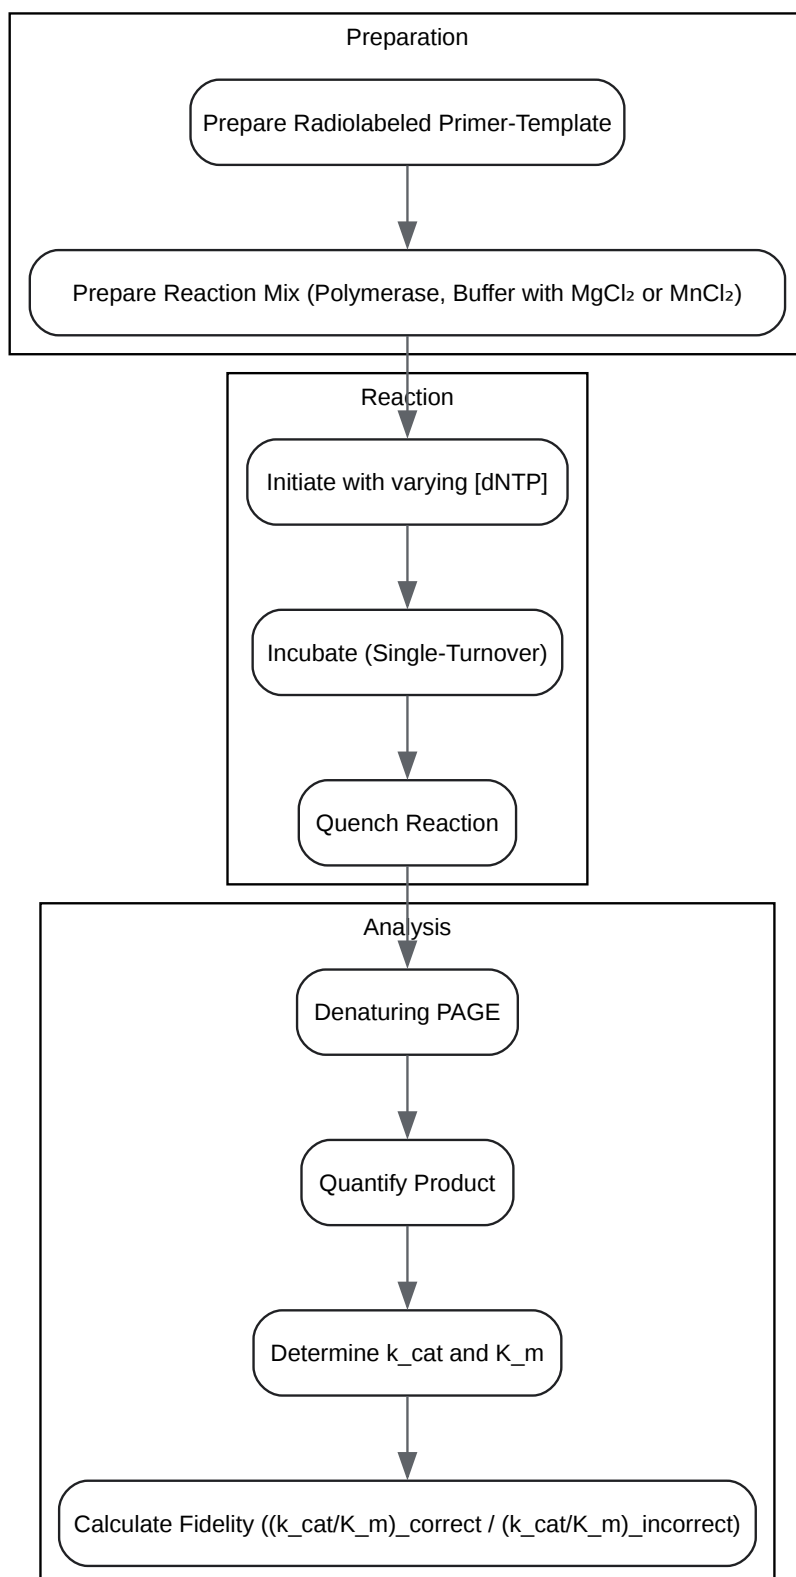 Preparation
Prepare Radiolabeled Primer-Template
Prepare Reaction Mix (Polymerase, Buffer with MgCl₂ or MnCl₂)
Reaction
Initiate with varying [dNTP]
Incubate (Single-Turnover)
Quench Reaction
Analysis
Denaturing PAGE
Quantify Product
Determine k_cat and K_m
Calculate Fidelity ((k_cat/K_m)_correct / (k_cat/K_m)_incorrect)